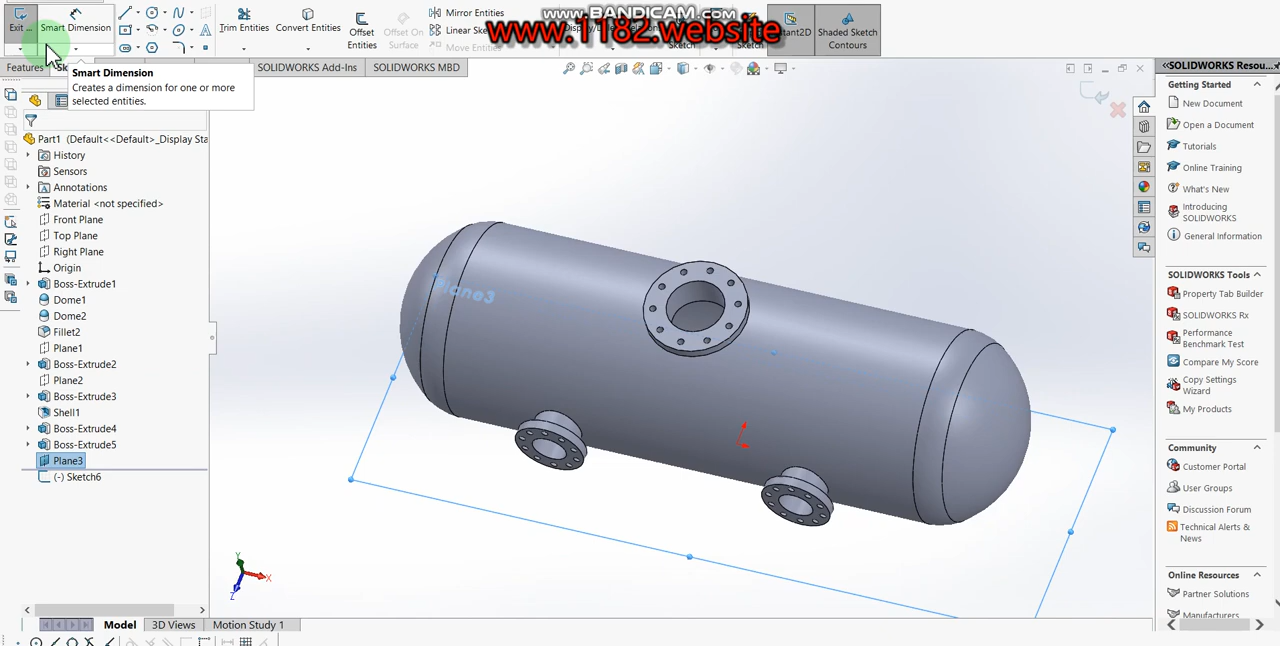 www.BANDICAM.com
www.1182.website
Exit ...
Smart Dimension
Trim Entities
Convert Entities
Offset
Entities
Offset On
Surface
Mirror Entities
Linear Sk
Move Entities
Sketch
Sketch
Instant2D
Shaded Sketch
Contours
Features
SOLIDWORKS Add-Ins
SOLIDWORKS MBD
Smart Dimension
Creates a dimension for one or more
selected entities.
Part1 (Default<<Default>_Display Sta
History
Sensors
Annotations
Material <not specified>
Front Plane
Top Plane
Right Plane
Origin
Boss-Extrude1
Dome1
Dome2
Fillet2
Plane1
Boss-Extrude2
Plane2
Boss-Extrude3
Shell1
Boss-Extrude4
Boss-Extrude5
Plane3
(-) Sketch6
Plane3
Y
X
Z
Model
3D Views
Motion Study 1
SOLIDWORKS Resou...
Getting Started
New Document
Open a Document
Tutorials
Online Training
What's New
Introducing
SOLIDWORKS
General Information
SOLIDWORKS Tools
Property Tab Builder
SOLIDWORKS Rx
Performance
Benchmark Test
Compare My Score
Copy Settings
Wizard
My Products
Community
Customer Portal
User Groups
Discussion Forum
Technical Alerts &
News
Online Resources
Partner Solutions
Manufacturers